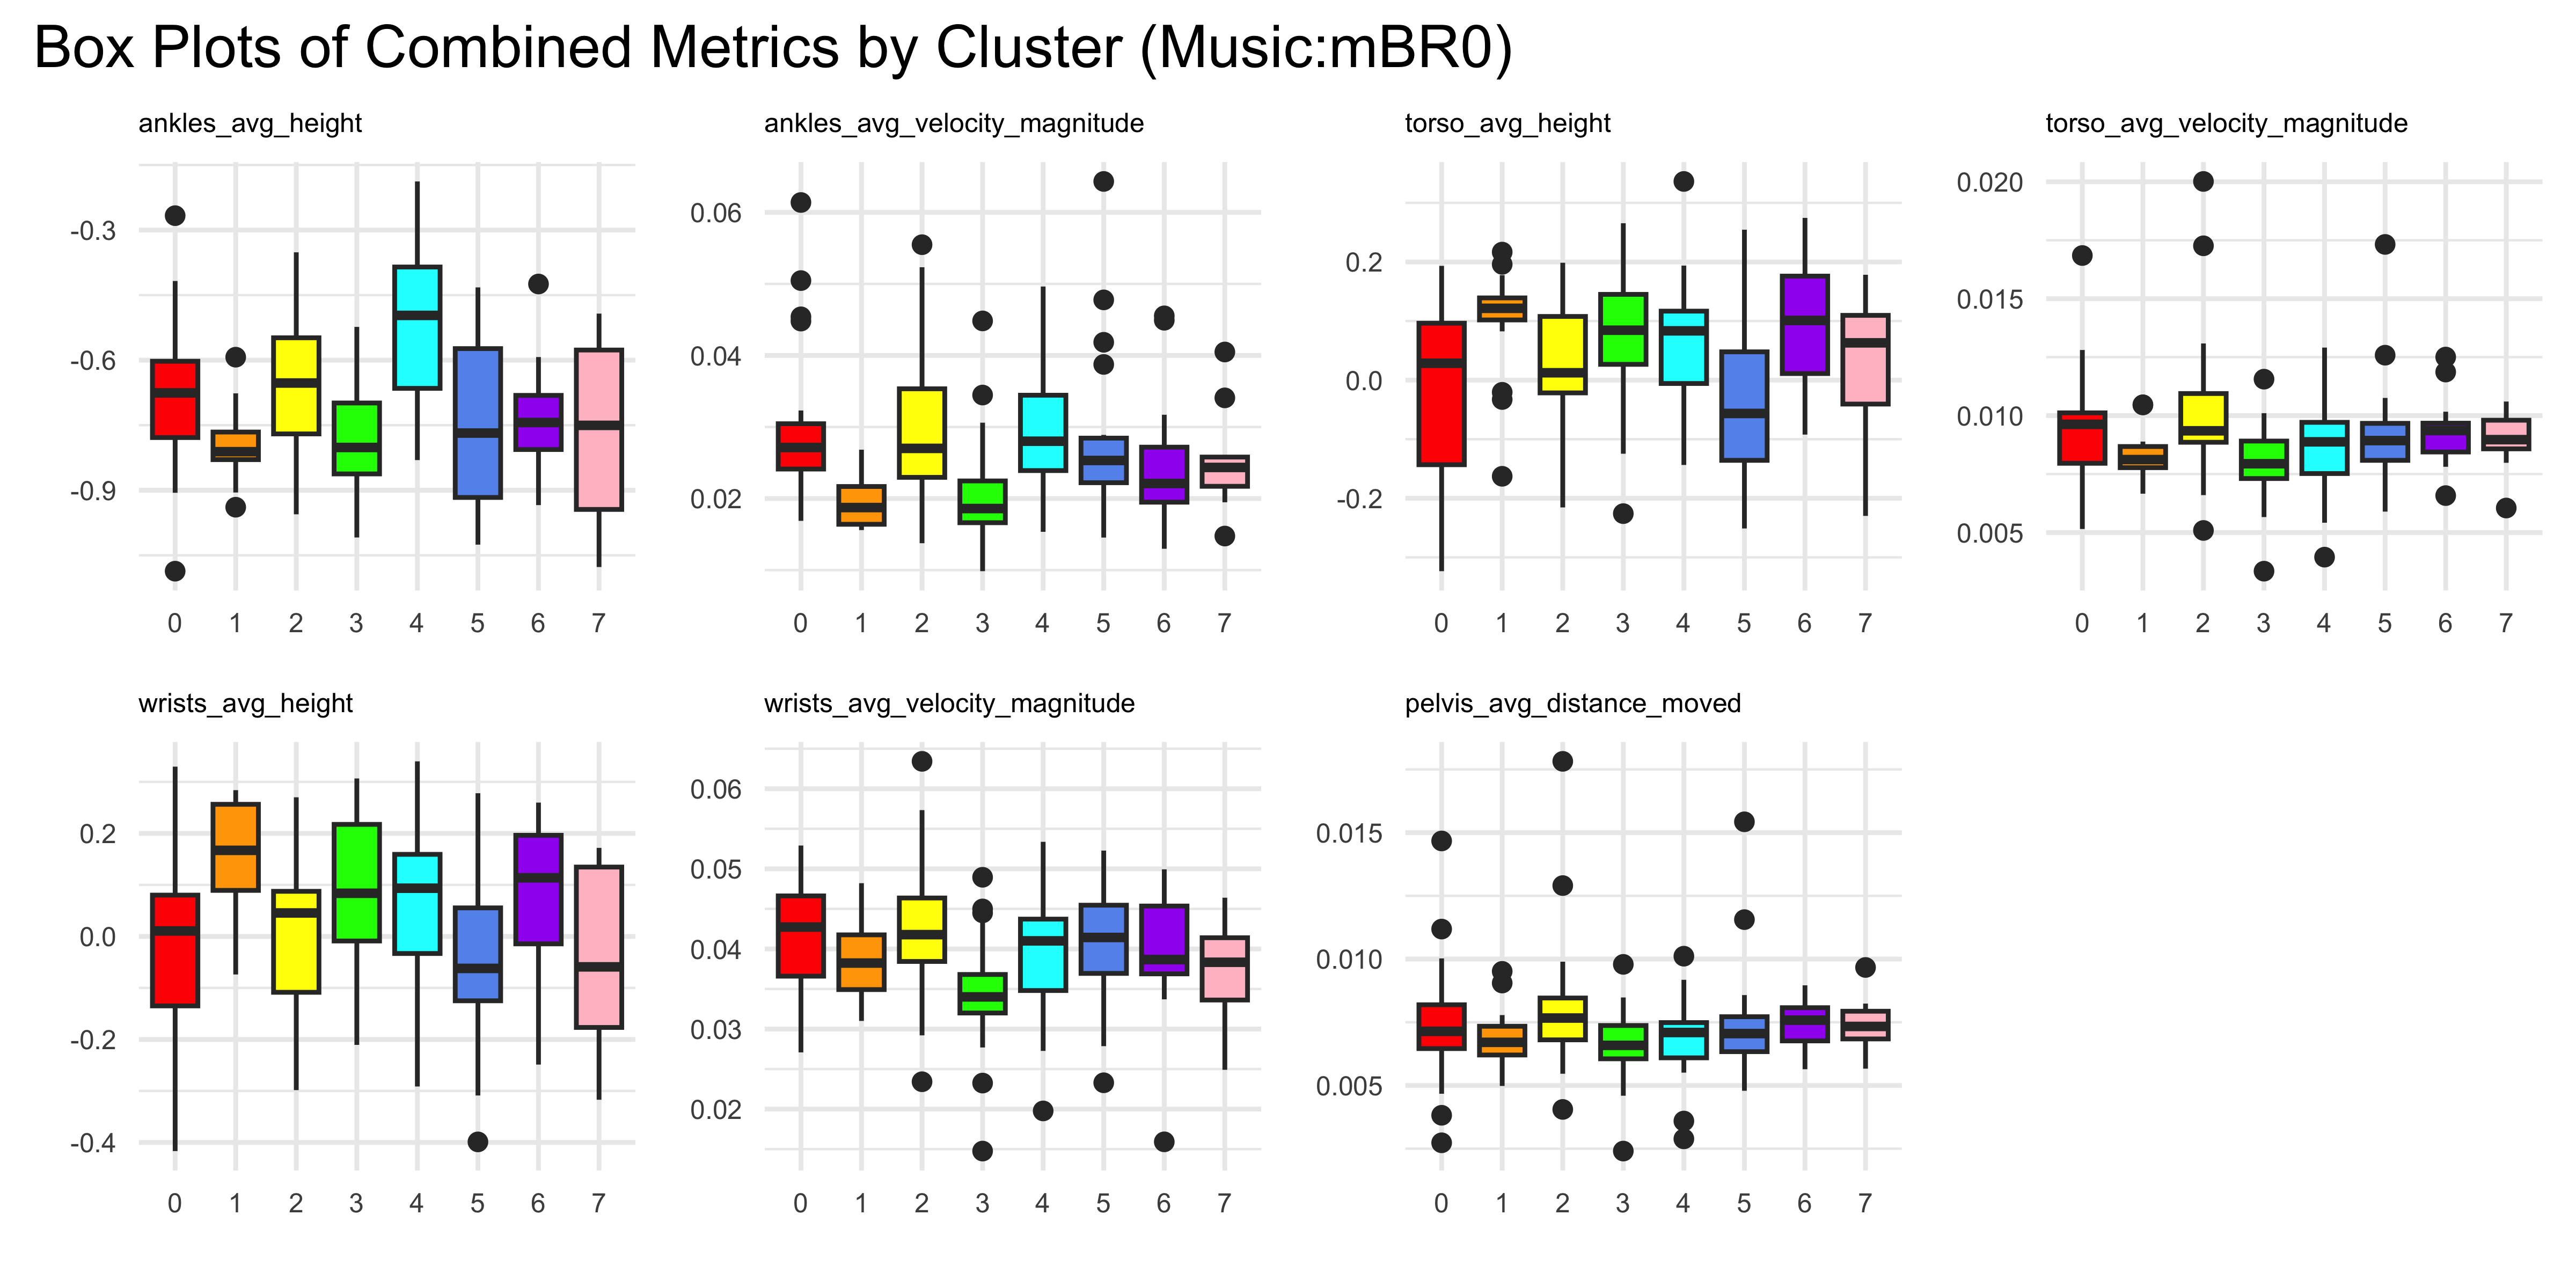 Box Plots of Combined Metrics by Cluster (Music:mBR0)
ankles_avg_height
-0.3
-0.6
-0.9
0 1 2 3 4 5 6 7
ankles_avg_velocity_magnitude
0.06
0.04
0.02
0 1 2 3 4 5 6 7
torso_avg_height
0.2
0.0
-0.2
0 1 2 3 4 5 6 7
torso_avg_velocity_magnitude
0.020
0.015
0.010
0.005
0 1 2 3 4 5 6 7
wrists_avg_height
0.2
0.0
-0.2
-0.4
0 1 2 3 4 5 6 7
wrists_avg_velocity_magnitude
0.06
0.05
0.04
0.03
0.02
0 1 2 3 4 5 6 7
pelvis_avg_distance_moved
0.015
0.010
0.005
0 1 2 3 4 5 6 7